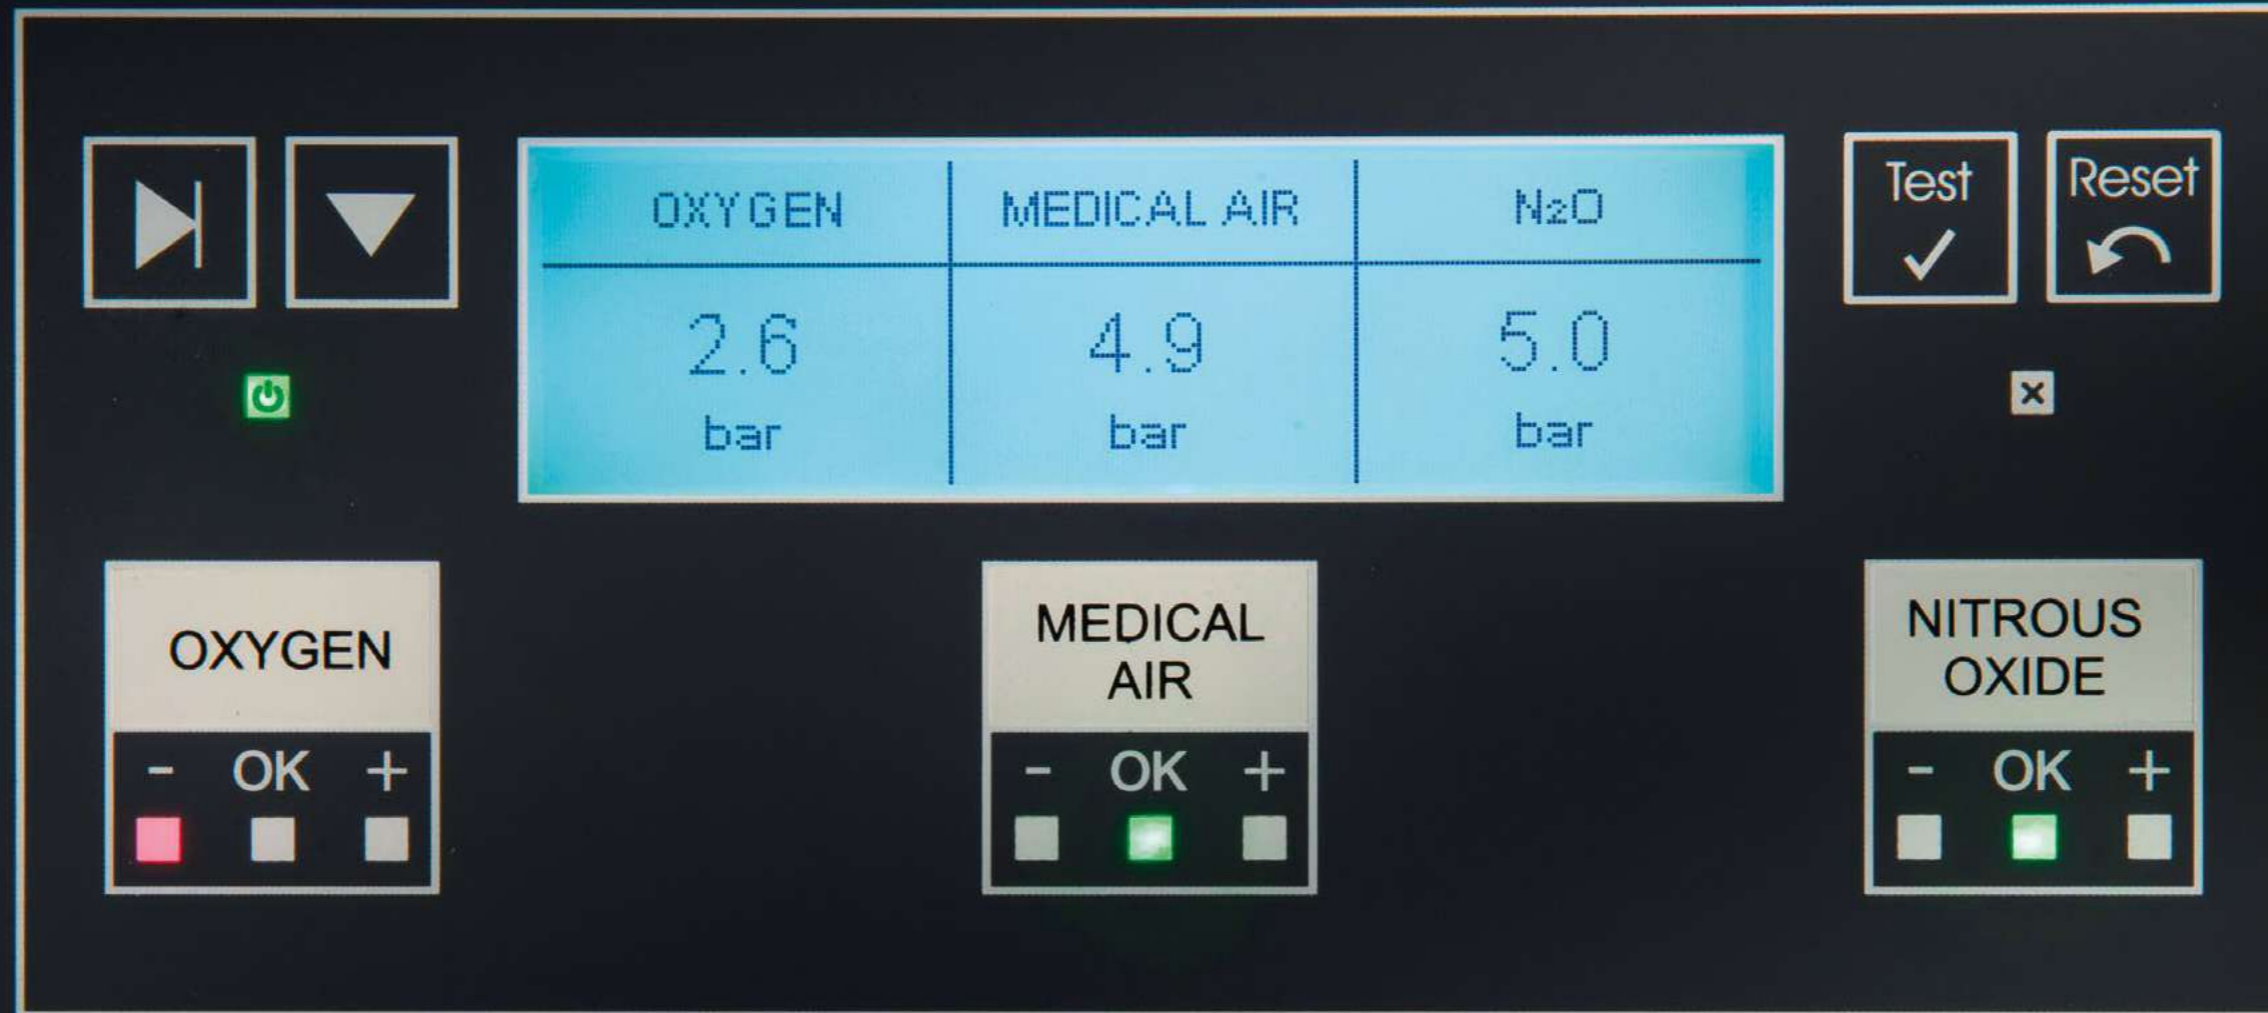 OXYGEN MEDICAL AIR N2O
2.6 4.9 5.0
bar bar bar
Test
Reset
OXYGEN
- OK +
MEDICAL
AIR
- OK +
NITROUS
OXIDE
- OK +